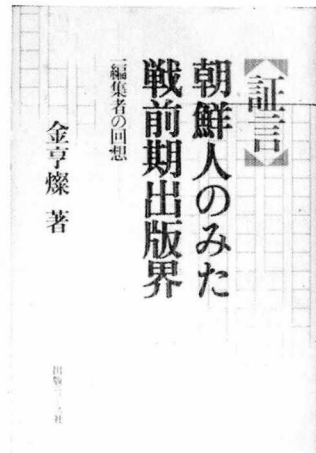 証言
朝鮮人のみた
戦前期出版界
一編集者の回想
金亨燦 著